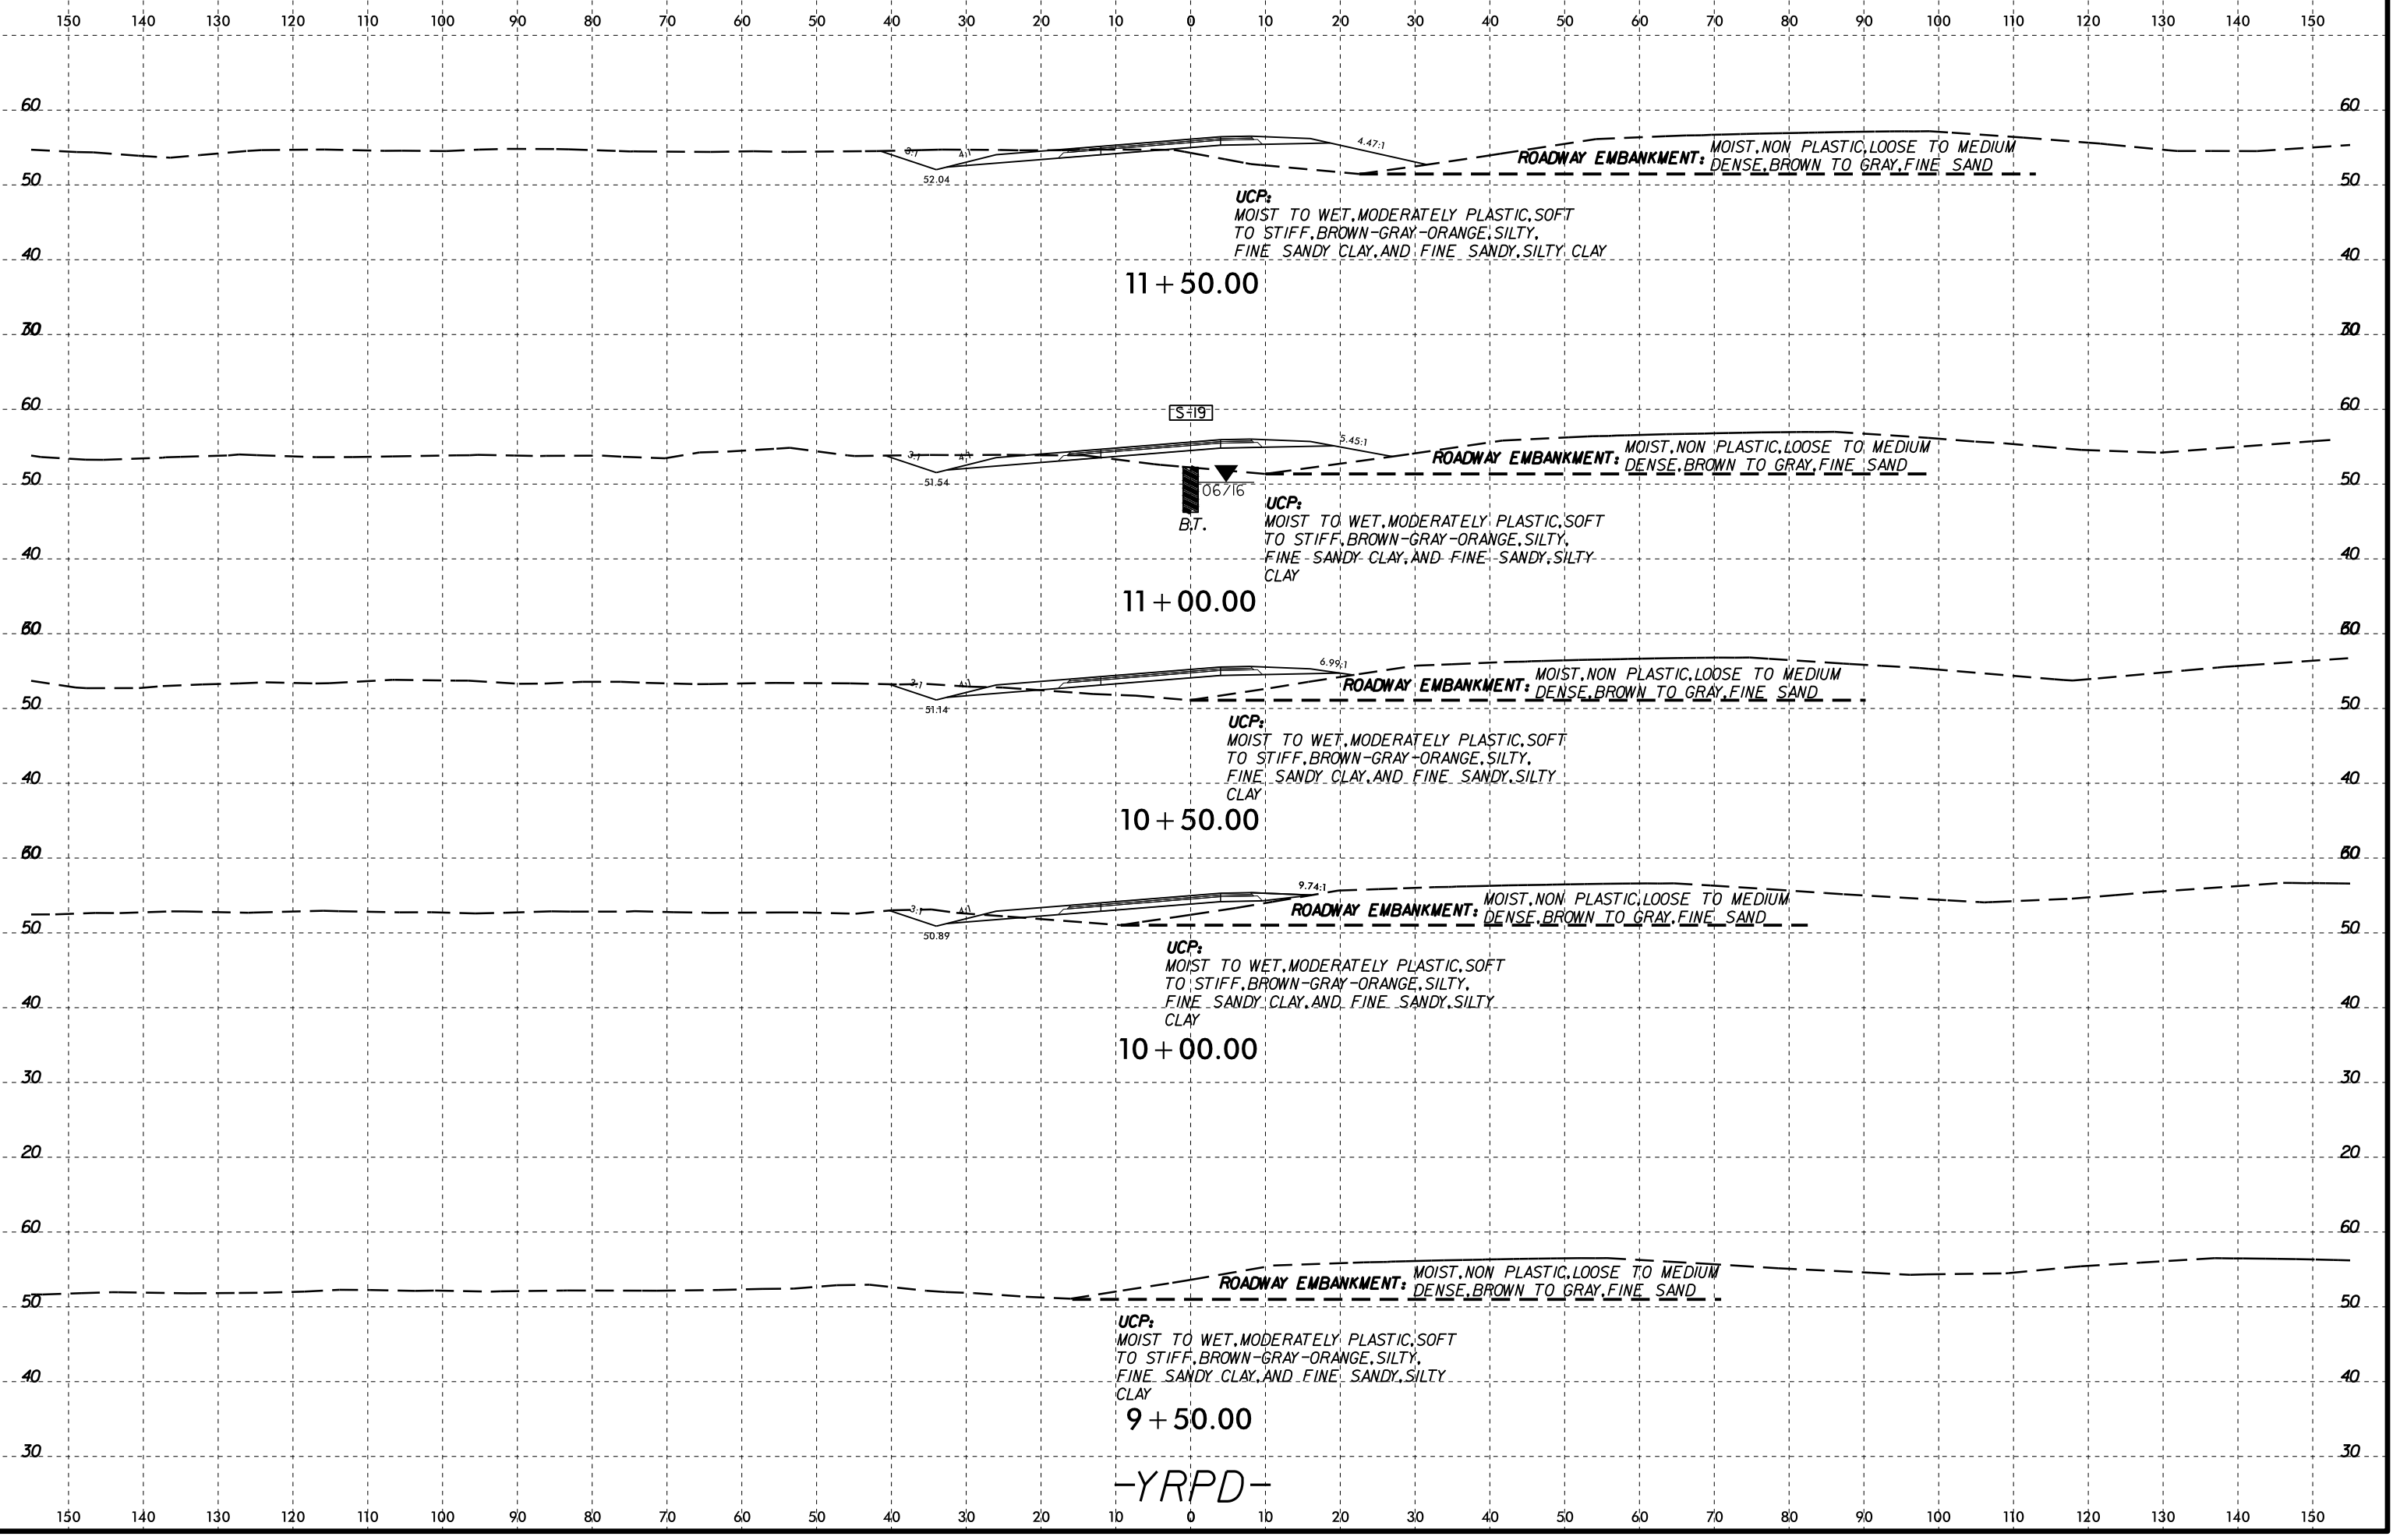 150 140 130 120 110 100 90 80 70 60 50 40 30 20 10 0 10 20 30 40 50 60 70 80 90 100 110 120 130 140 150
60 60
3:1 4:1 4.47:1
ROADWAY EMBANKMENT: MOIST, NON PLASTIC, LOOSE TO MEDIUM
DENSE, BROWN TO GRAY, FINE SAND
50 52.04 50
UCP:
MOIST TO WET, MODERATELY PLASTIC, SOFT
TO STIFF, BROWN-GRAY-ORANGE, SILTY,
FINE SANDY CLAY, AND FINE SANDY, SILTY CLAY
40 40
11+50.00
30 30
60 60
S-19
3:1 4:1 5.45:1
ROADWAY EMBANKMENT: MOIST, NON PLASTIC, LOOSE TO MEDIUM
DENSE, BROWN TO GRAY, FINE SAND
50 51.54 50
06/16
B.T.
UCP:
MOIST TO WET, MODERATELY PLASTIC, SOFT
TO STIFF, BROWN-GRAY-ORANGE, SILTY,
FINE SANDY CLAY, AND FINE SANDY, SILTY
CLAY
40 40
11+00.00
60 60
3:1 4:1 6.99:1
ROADWAY EMBANKMENT: MOIST, NON PLASTIC, LOOSE TO MEDIUM
DENSE, BROWN TO GRAY, FINE SAND
50 51.14 50
UCP:
MOIST TO WET, MODERATELY PLASTIC, SOFT
TO STIFF, BROWN-GRAY-ORANGE, SILTY,
FINE SANDY CLAY, AND FINE SANDY, SILTY
CLAY
40 40
10+50.00
60 60
3:1 4:1 9.74:1
ROADWAY EMBANKMENT: MOIST, NON PLASTIC, LOOSE TO MEDIUM
DENSE, BROWN TO GRAY, FINE SAND
50 50.89 50
UCP:
MOIST TO WET, MODERATELY PLASTIC, SOFT
TO STIFF, BROWN-GRAY-ORANGE, SILTY,
FINE SANDY CLAY, AND FINE SANDY, SILTY
CLAY
40 40
10+00.00
30 30
20 20
60 60
ROADWAY EMBANKMENT: MOIST, NON PLASTIC, LOOSE TO MEDIUM
DENSE, BROWN TO GRAY, FINE SAND
50 50
UCP:
MOIST TO WET, MODERATELY PLASTIC, SOFT
TO STIFF, BROWN-GRAY-ORANGE, SILTY,
FINE SANDY CLAY, AND FINE SANDY, SILTY
CLAY
40 40
9+50.00
30 30
-YRPD-
150 140 130 120 110 100 90 80 70 60 50 40 30 20 10 0 10 20 30 40 50 60 70 80 90 100 110 120 130 140 150